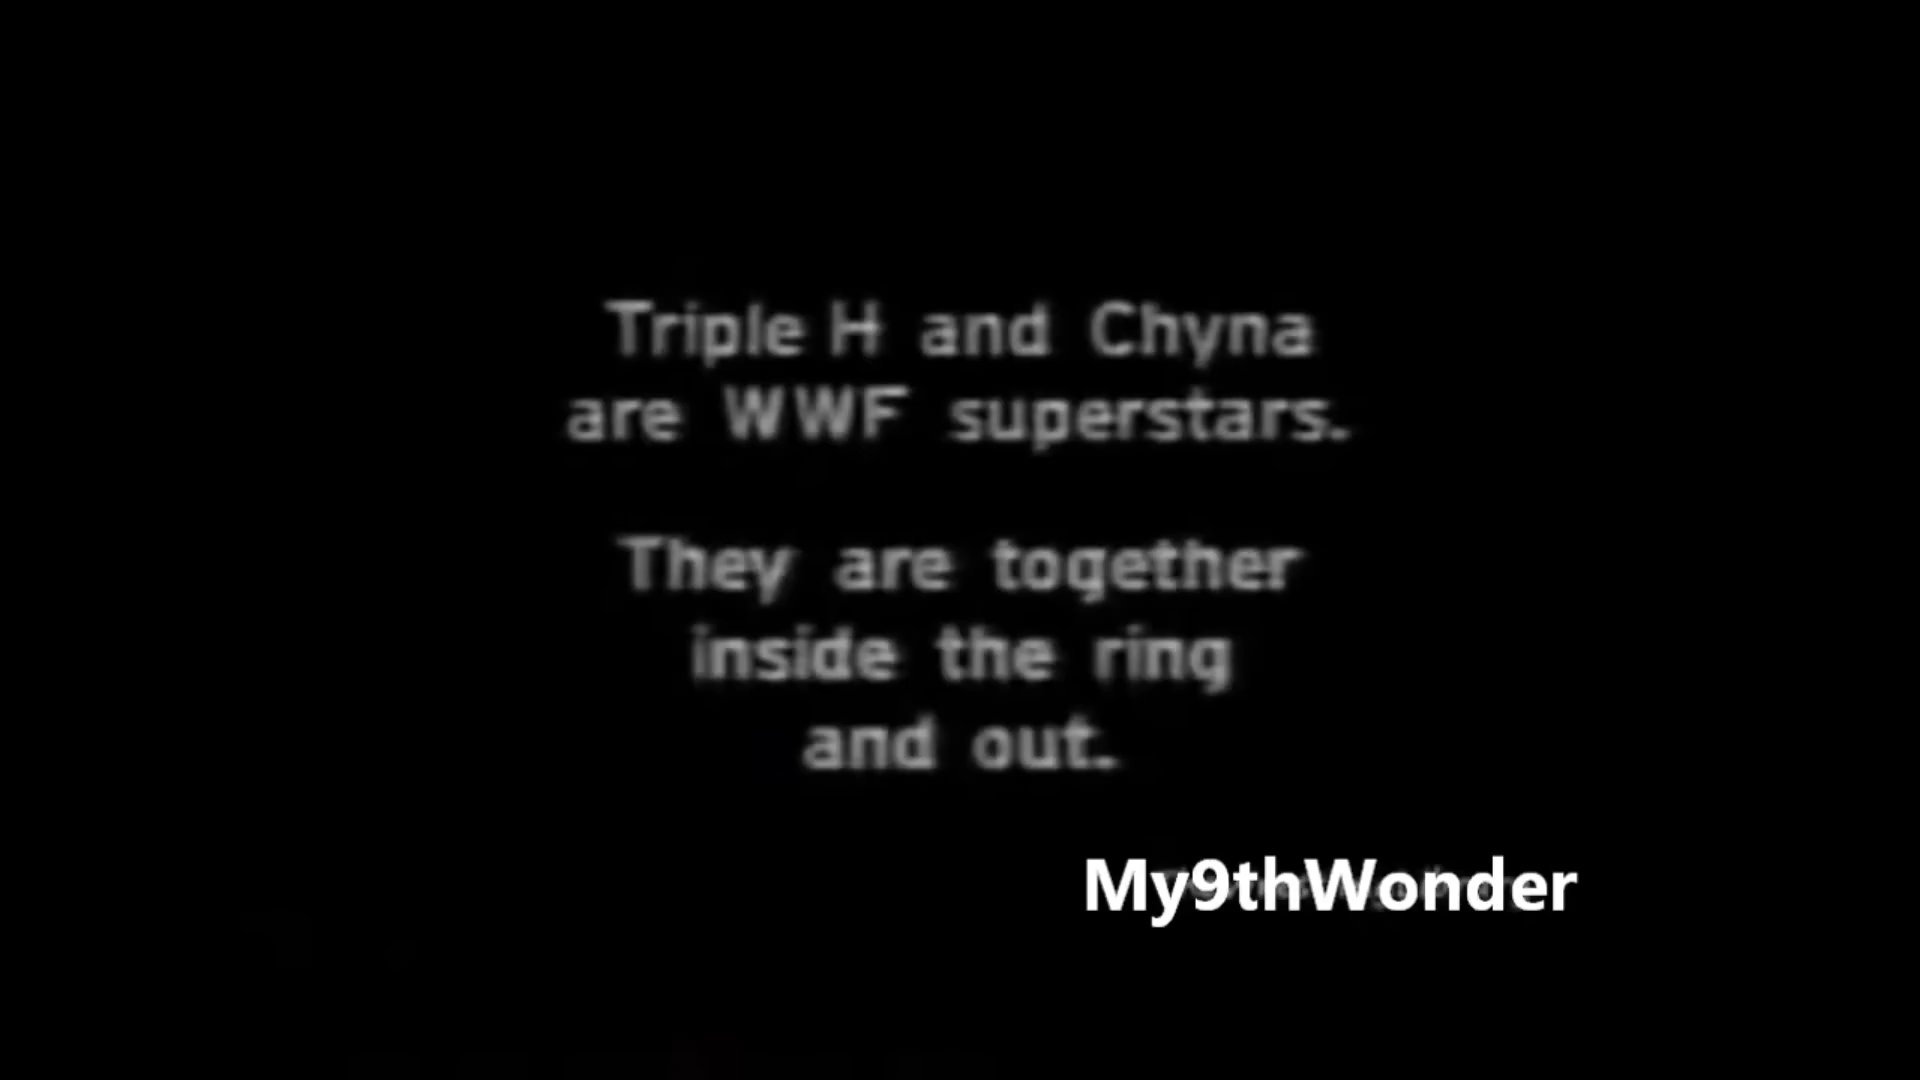 Triple H and Chyna
are WWF superstars.
They are together
inside the ring
and out.
My9thWonder